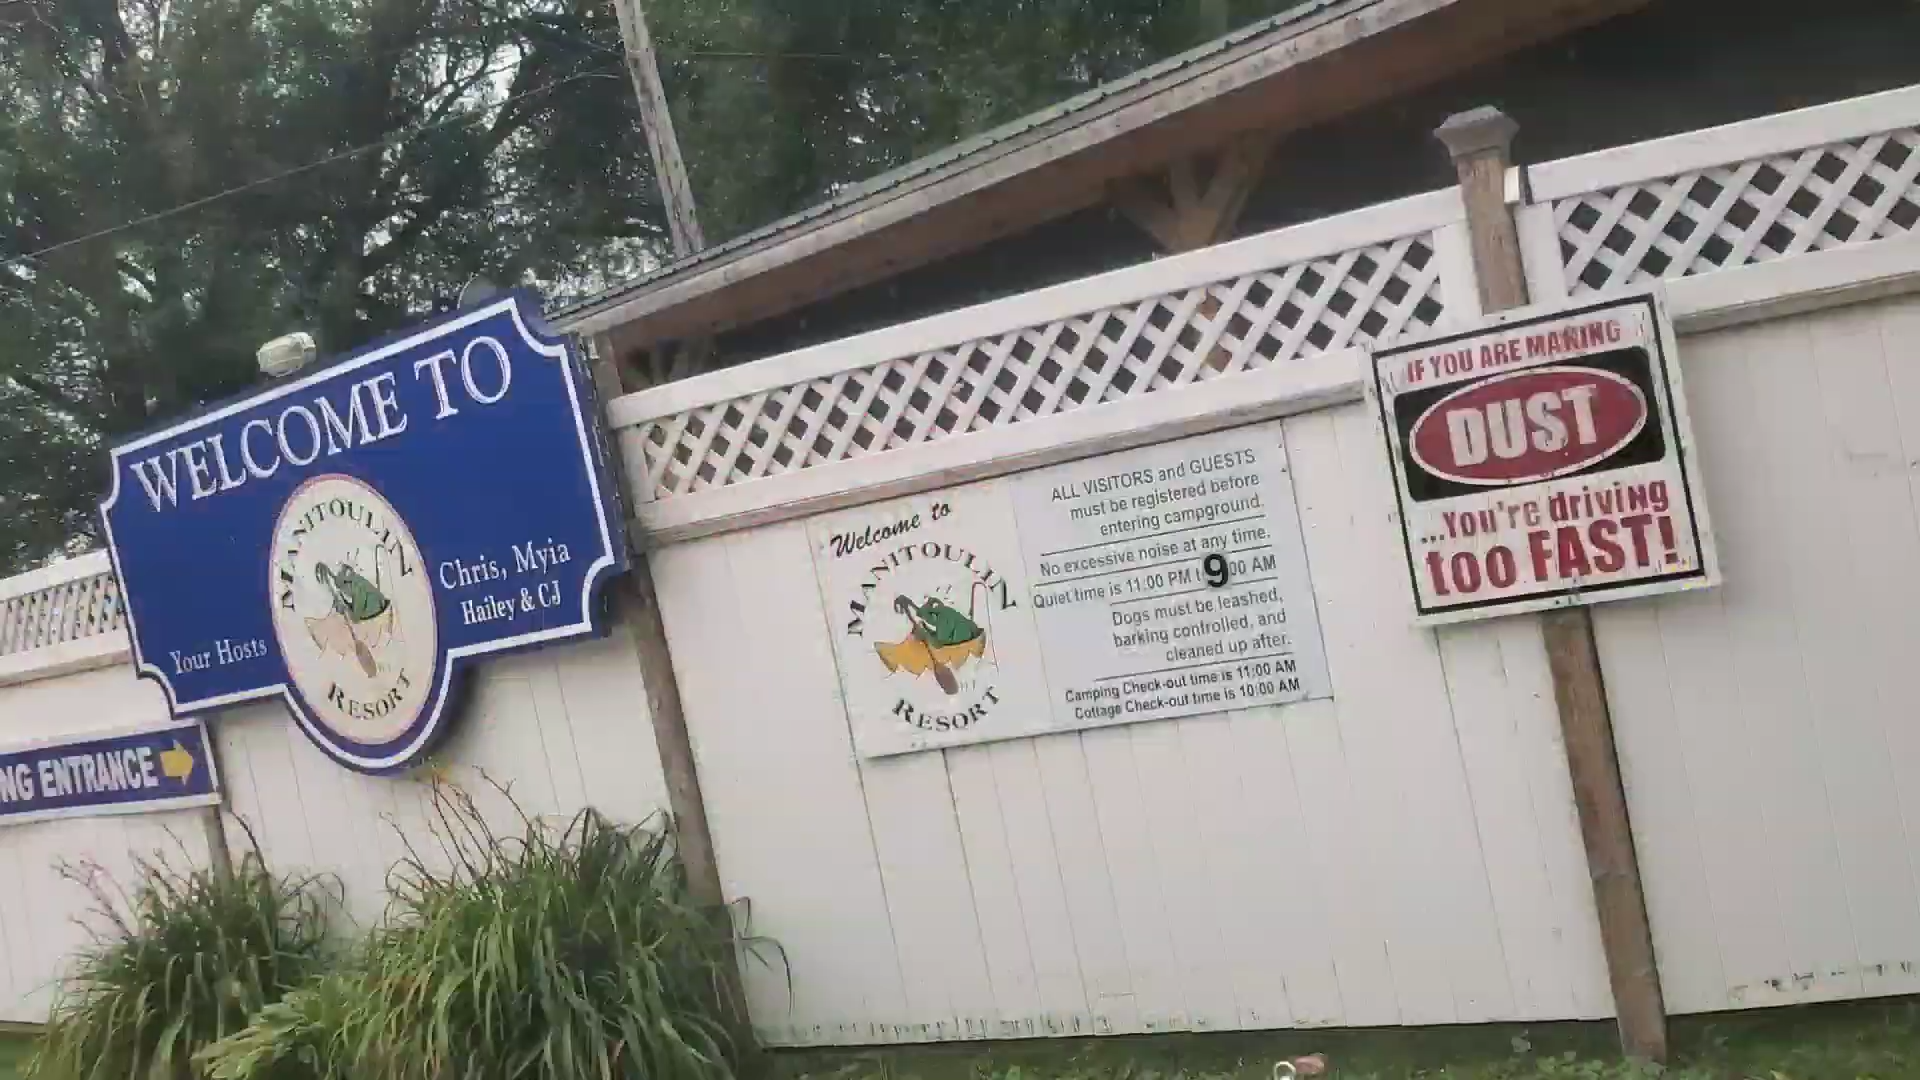 WELCOME TO
MANITOULIN
RESORT
Your Hosts
Chris, Myia
Hailey & CJ
NG ENTRANCE
Welcome to
MANITOULIN
RESORT
ALL VISITORS and GUESTS
must be registered before
entering campground.
No excessive noise at any time.
Quiet time is 11:00 PM t 9:00 AM
Dogs must be leashed,
barking controlled, and
cleaned up after.
Camping Check-out time is 11:00 AM
Cottage Check-out time is 10:00 AM
IF YOU ARE MAKING
DUST
...You're driving
too FAST!